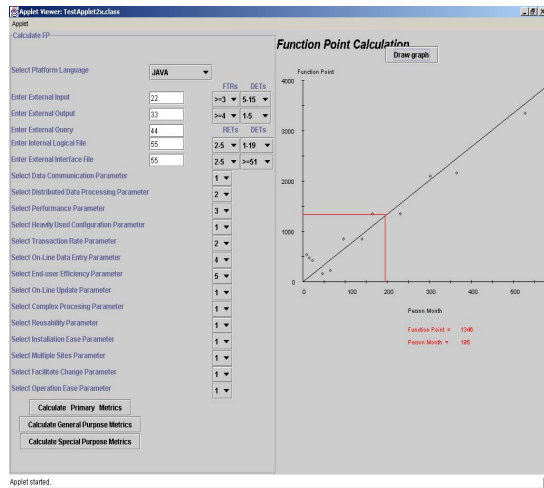 Applet Viewer: TestApplet2x.class
Applet
Calculate FP
Select Platform Language JAVA
FTRs DETs
Enter External Input 22 >=3 5-15
Enter External Output 33 >=4 1-5
Enter External Query 44 RETs DETs
Enter Internal Logical File 55 2-5 1-19
Enter External Interface File 55 2-5 >=51
Select Data Communication Parameter 1
Select Distributed Data Processing Parameter 2
Select Performance Parameter 3
Select Heavily Used Configuration Parameter 1
Select Transaction Rate Parameter 2
Select On-Line Data Entry Parameter 4
Select End-user Efficiency Parameter 5
Select On-Line Update Parameter 1
Select Complex Procesing Parameter 1
Select Reusability Parameter 1
Select Installation Ease Parameter 1
Select Multiple Sites Parameter 1
Select Facilitate Change Parameter 1
Select Operation Ease Parameter 1
Calculate Primary Metrics
Calculate General Purpose Metrics
Calculate Special Purpose Metrics
Function Point Calculation
Draw graph
Function Point
4000
3000
2000
1000
0
0 100 200 300 400 500
Person Month
Function Point = 1346
Person Month = 195
Applet started.